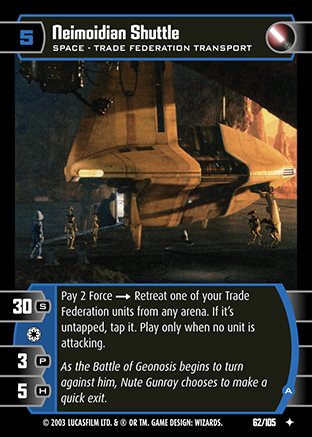 5
Neimoidian Shuttle
SPACE - TRADE FEDERATION TRANSPORT
30 S
3 P
5 H
Pay 2 Force → Retreat one of your Trade
Federation units from any arena. If it's
untapped, tap it. Play only when no unit is
attacking.
As the Battle of Geonosis begins to turn
against him, Nute Gunray chooses to make a
quick exit.
A
© 2003 LUCASFILM LTD. & ® OR TM. GAME DESIGN: WIZARDS.
62/105